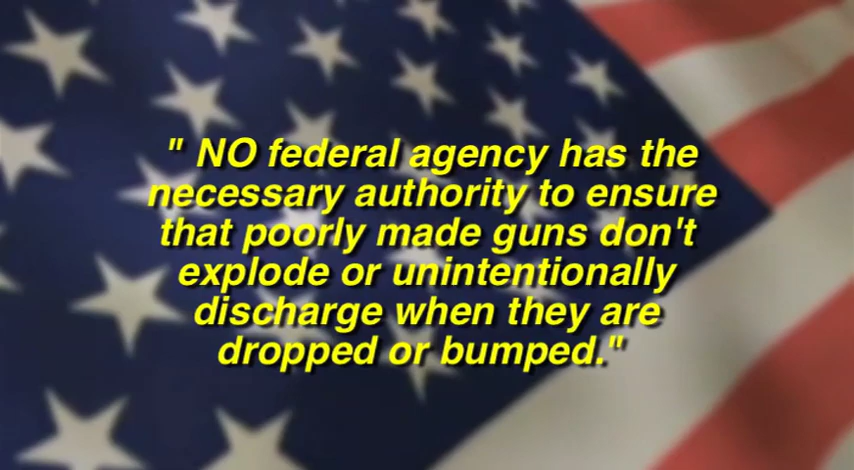 " NO federal agency has the
necessary authority to ensure
that poorly made guns don't
explode or unintentionally
discharge when they are
dropped or bumped."